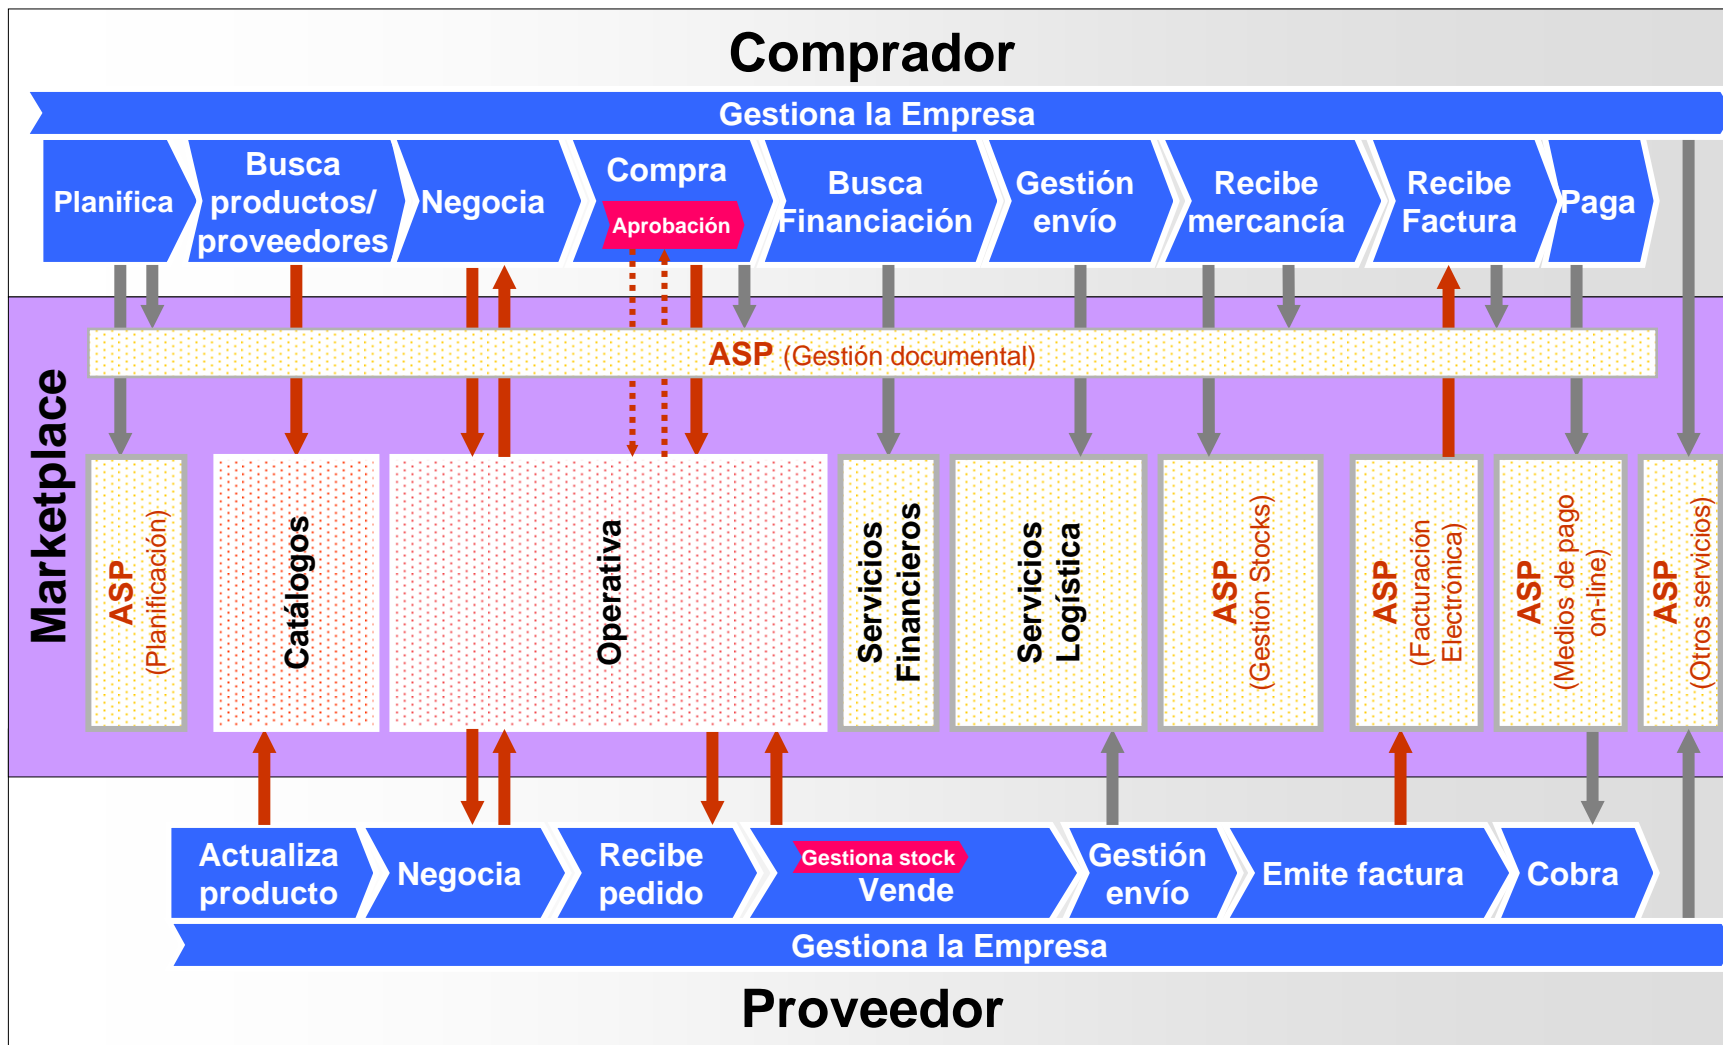 Comprador
Gestiona la Empresa
Planifica
Busca
productos/
proveedores
Negocia
Compra
Aprobación
Busca
Financiación
Gestión
envío
Recibe
mercancía
Recibe
Factura
Paga
Marketplace
ASP (Gestión documental)
ASP
(Planificación)
Catálogos
Operativa
Servicios
Financieros
Servicios
Logística
ASP
(Gestión Stocks)
ASP
(Facturación
Electrónica)
ASP
(Medios de pago
on-line)
ASP
(Otros servicios)
Actualiza
producto
Negocia
Recibe
pedido
Gestiona stock
Vende
Gestión
envío
Emite factura
Cobra
Gestiona la Empresa
Proveedor